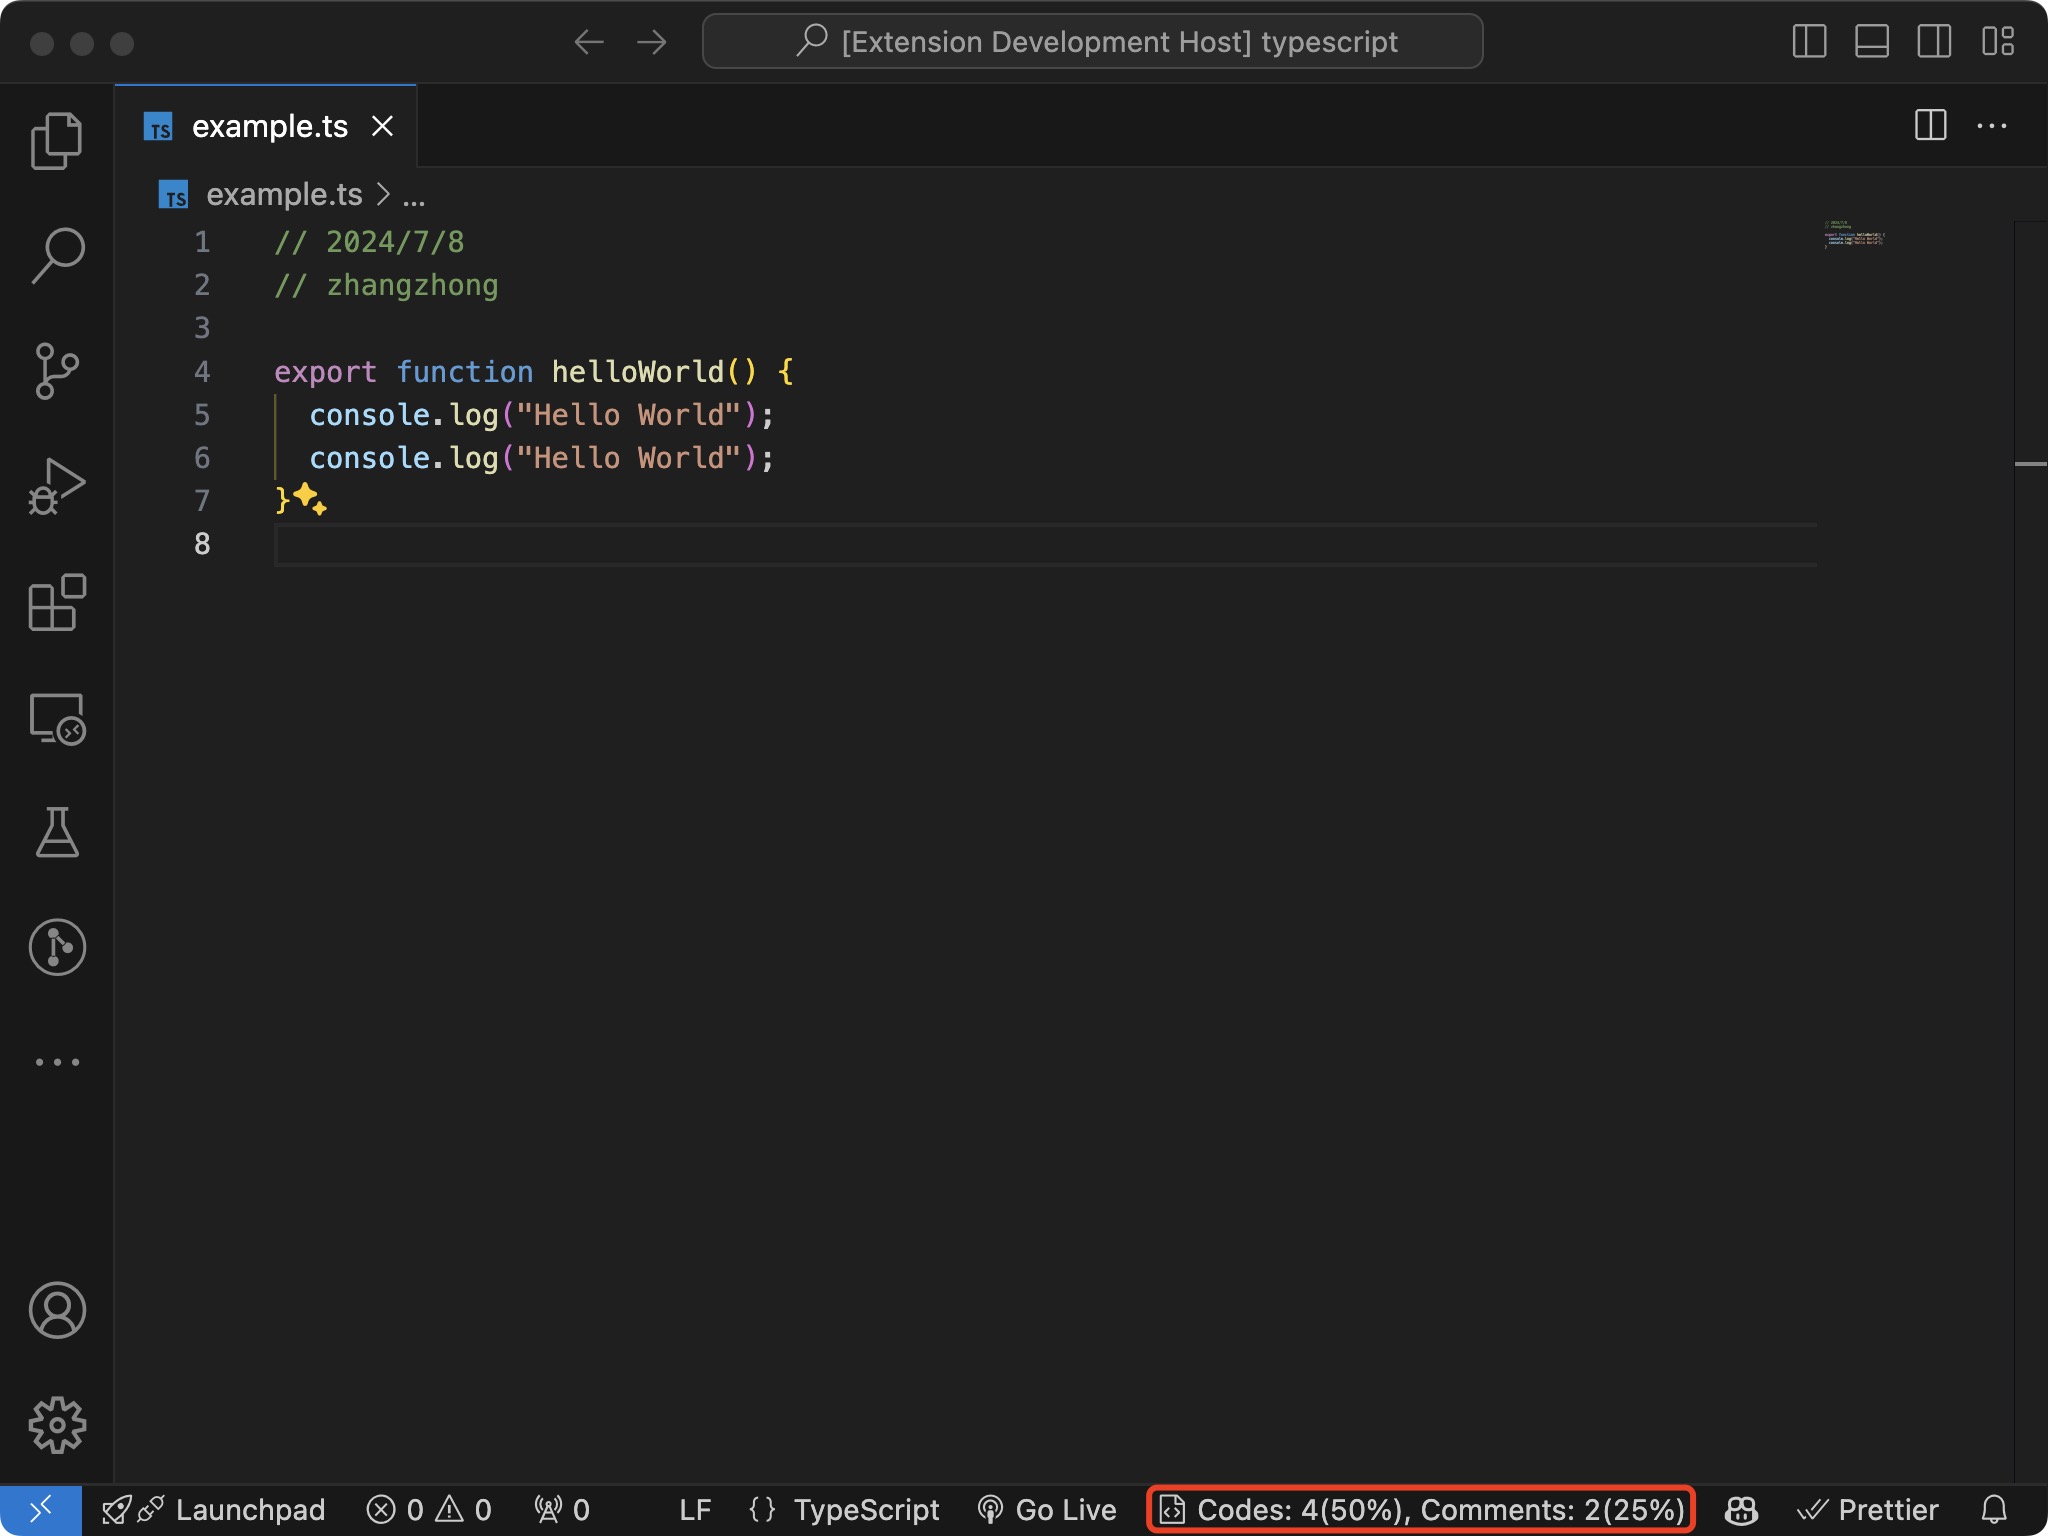 [Extension Development Host] typescript
TS example.ts
TS example.ts > ...
1 // 2024/7/8
2 // zhangzhong
3
4 export function helloWorld() {
5 console.log("Hello World");
6 console.log("Hello World");
7 }
8
Launchpad 0 0 0 LF {} TypeScript Go Live Codes: 4(50%), Comments: 2(25%) Prettier